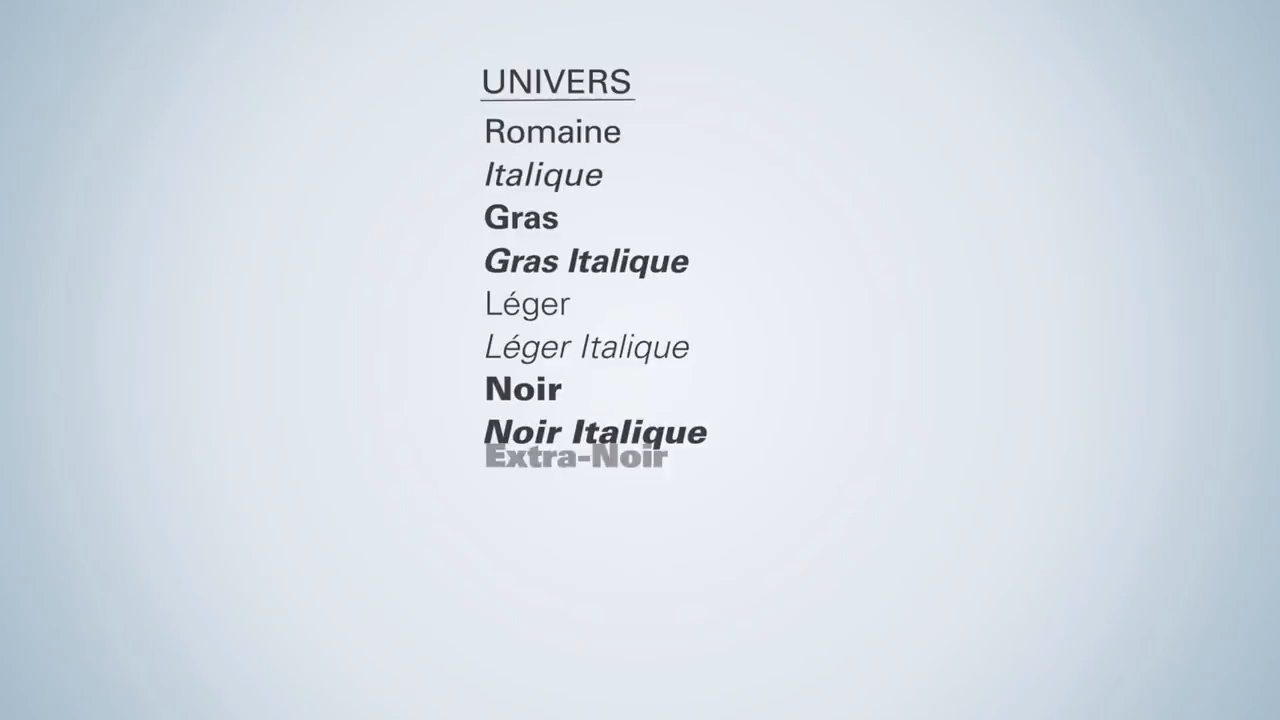 UNIVERS
Romaine
Italique
Gras
Gras Italique
Léger
Léger Italique
Noir
Noir Italique
Extra-Noir